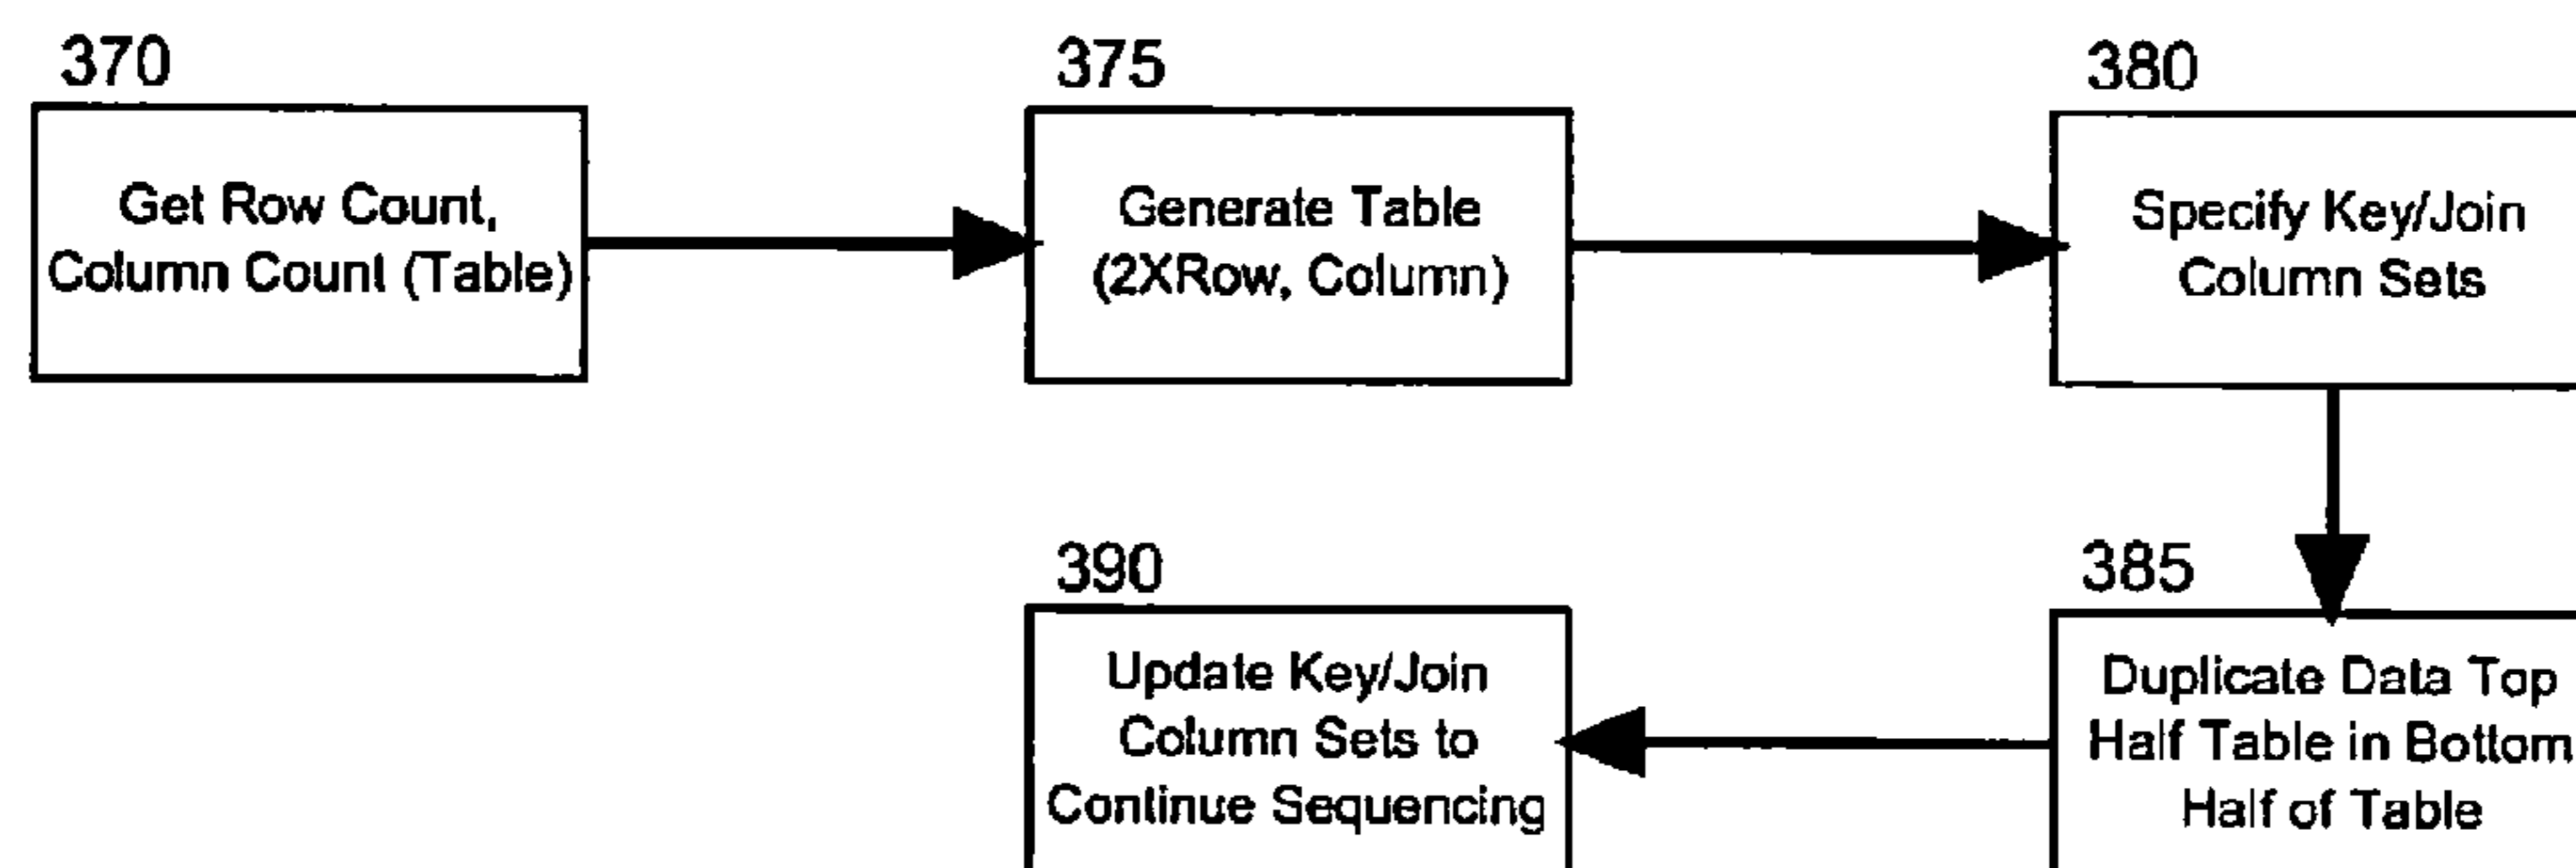 370
Get Row Count,
Column Count (Table)
375
Generate Table
(2XRow, Column)
380
Specify Key/Join
Column Sets
385
Duplicate Data Top
Half Table in Bottom
Half of Table
390
Update Key/Join
Column Sets to
Continue Sequencing